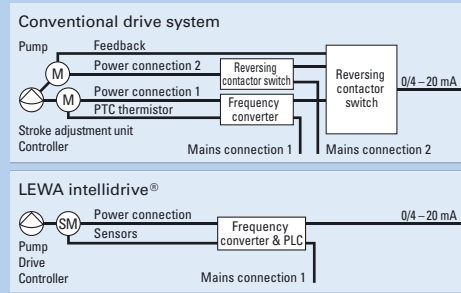 Conventional drive system
Pump
Feedback
Power connection 2
M
Reversing
contactor switch
Reversing
contactor
switch
0/4 – 20 mA
Power connection 1
M
PTC thermistor
Frequency
converter
Stroke adjustment unit
Controller
Mains connection 1
Mains connection 2
LEWA intellidrive®
Power connection
0/4 – 20 mA
SM
Sensors
Frequency
converter & PLC
Pump
Drive
Controller
Mains connection 1